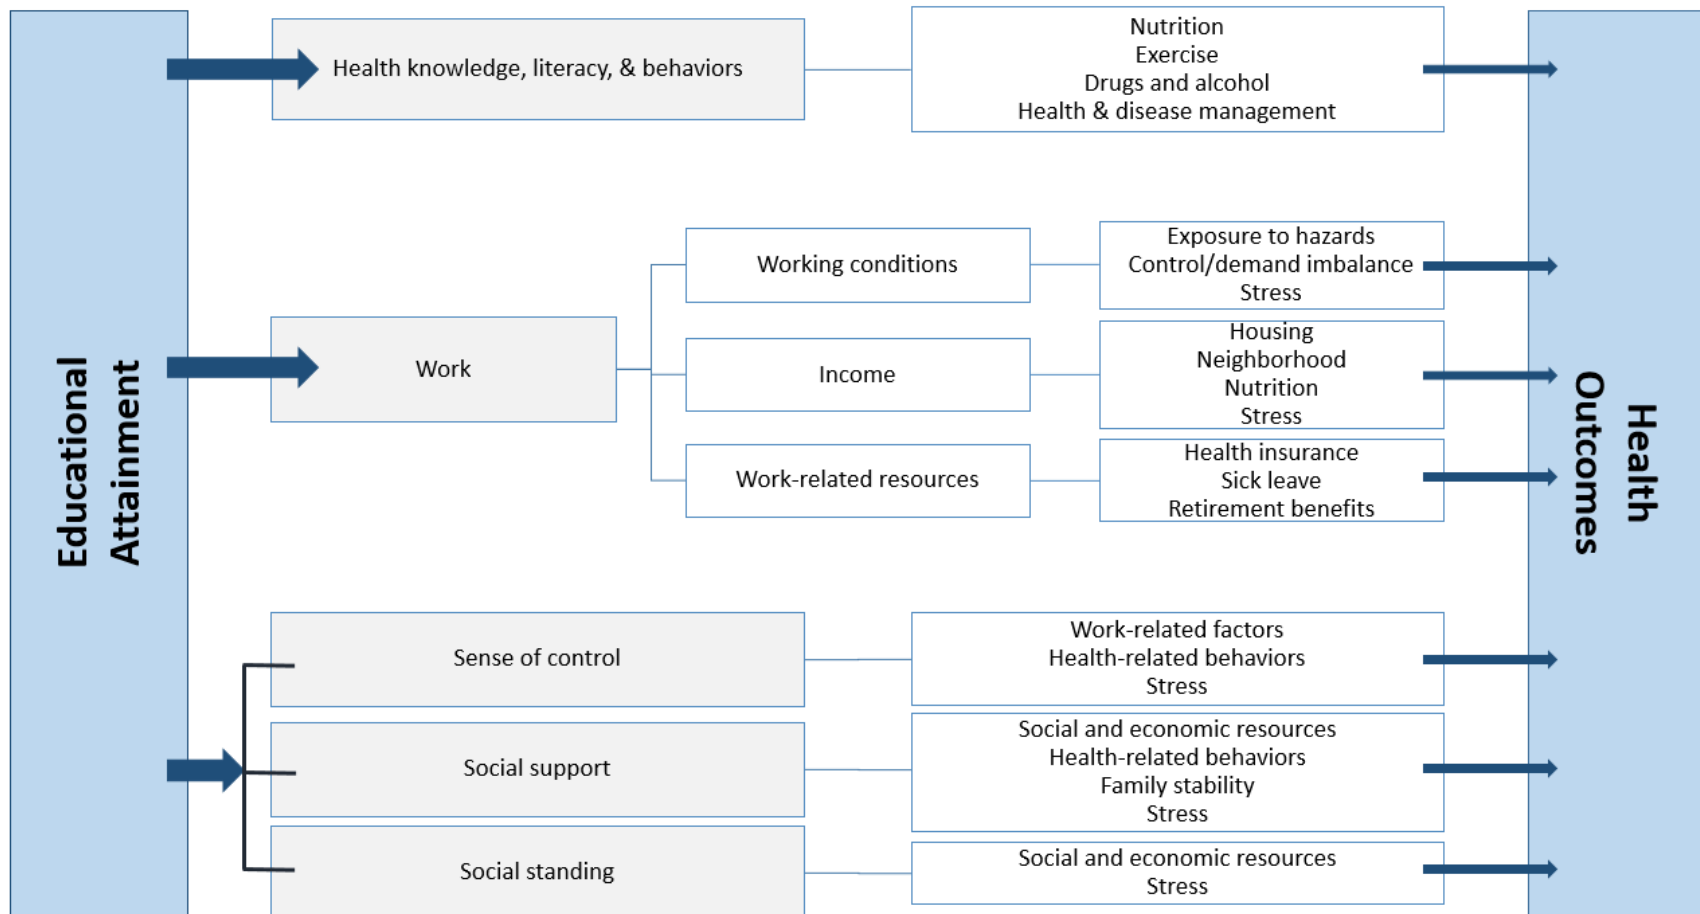 Educational
Attainment
Health knowledge, literacy, & behaviors
Nutrition
Exercise
Drugs and alcohol
Health & disease management
Work
Working conditions
Exposure to hazards
Control/demand imbalance
Stress
Income
Housing
Neighborhood
Nutrition
Stress
Work-related resources
Health insurance
Sick leave
Retirement benefits
Sense of control
Work-related factors
Health-related behaviors
Stress
Social support
Social and economic resources
Health-related behaviors
Family stability
Stress
Social standing
Social and economic resources
Stress
Health
Outcomes